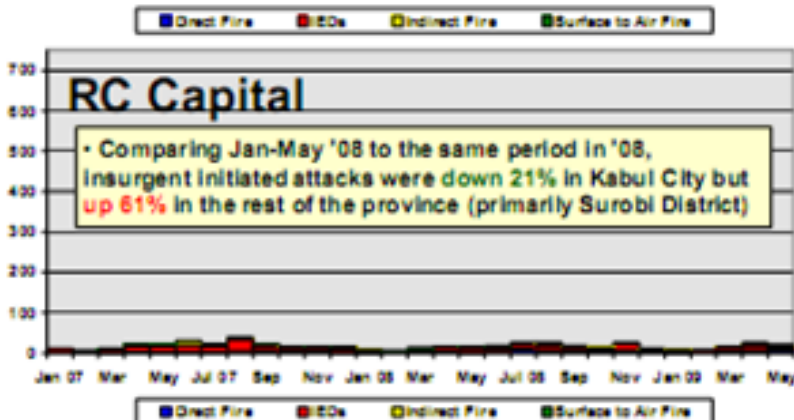 Direct Fire IEDs Indirect Fire Surface to Air Fire
700
RC Capital
600
• Comparing Jan-May '08 to the same period in '08,
500
insurgent initiated attacks were down 21% in Kabul City but
400
up 61% in the rest of the province (primarily Surobi District)
300
200
100
0
Jan 07 Mar May Jul 07 Sep Nov Jan 08 Mar May Jul 08 Sep Nov Jan 09 Mar May
Direct Fire IEDs Indirect Fire Surface to Air Fire